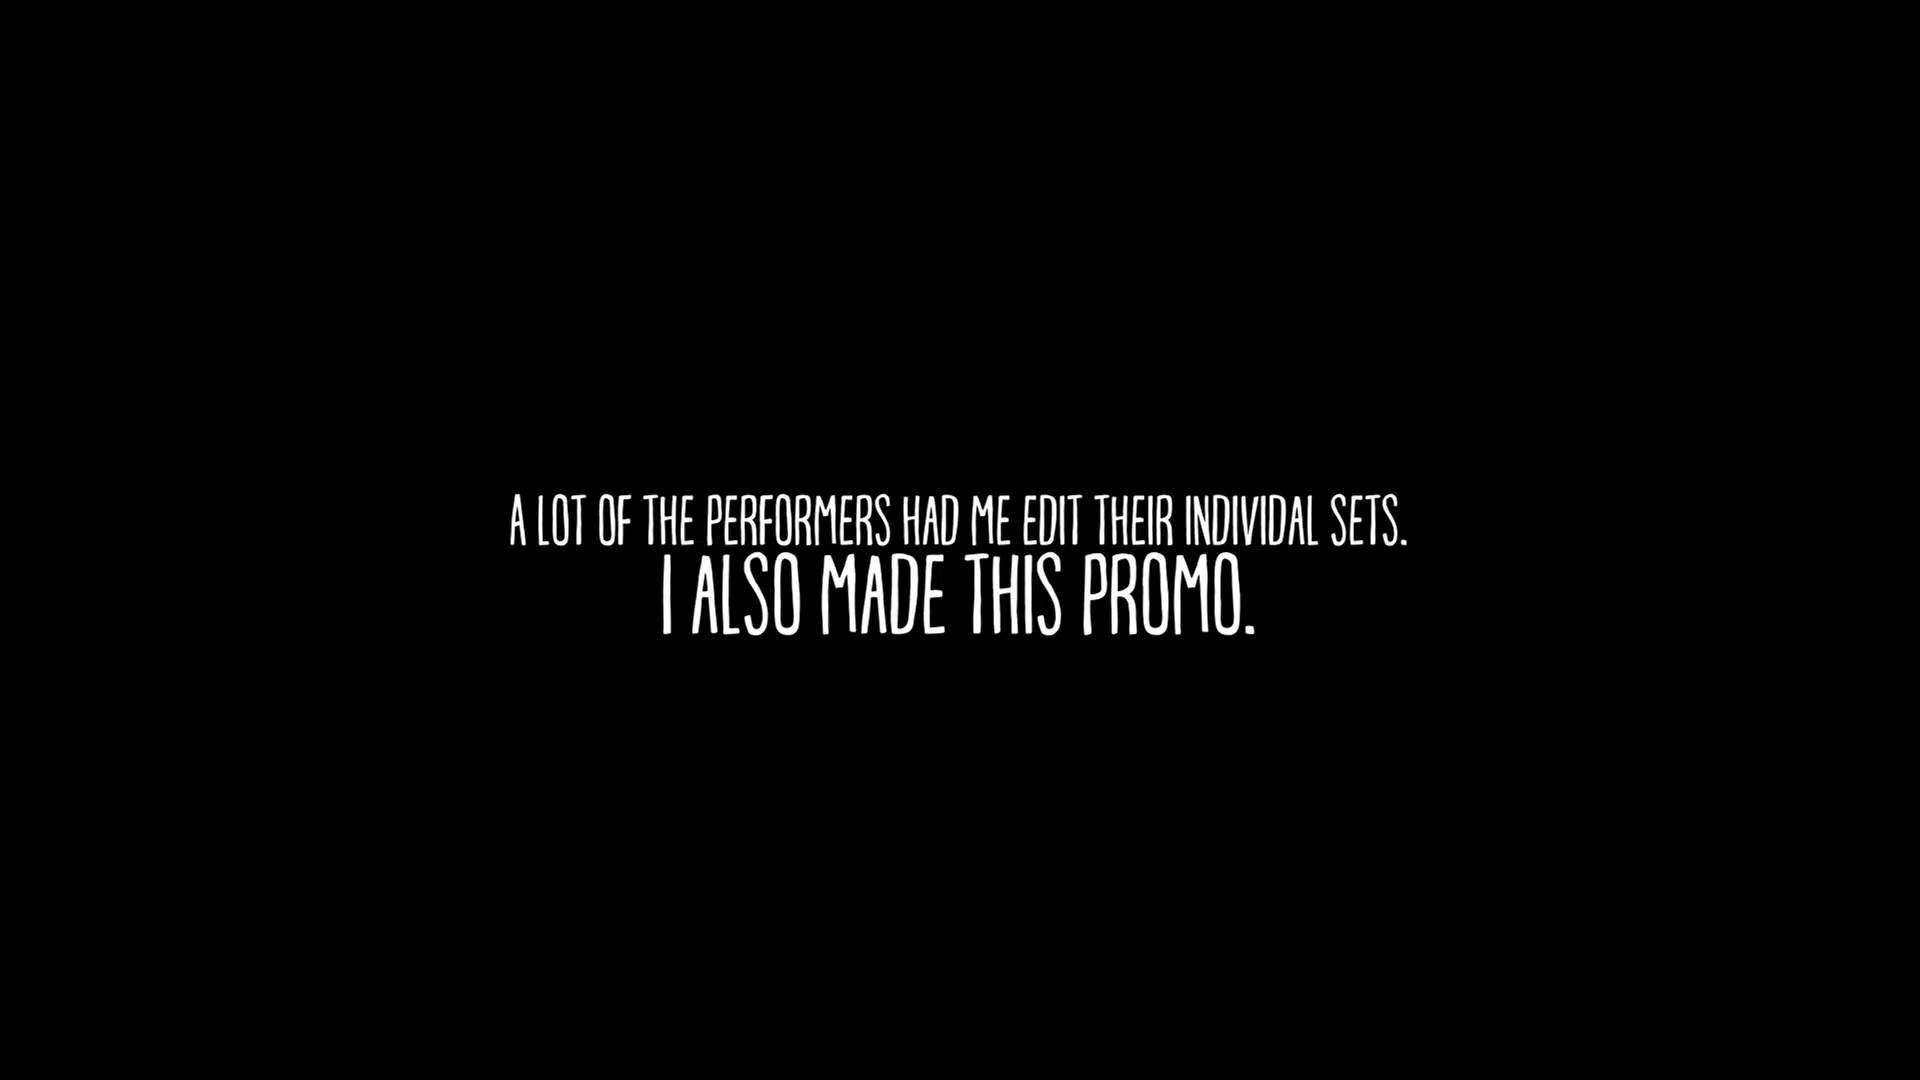 A LOT OF THE PERFORMERS HAD ME EDIT THEIR INDIVIDAL SETS.
I ALSO MADE THIS PROMO.